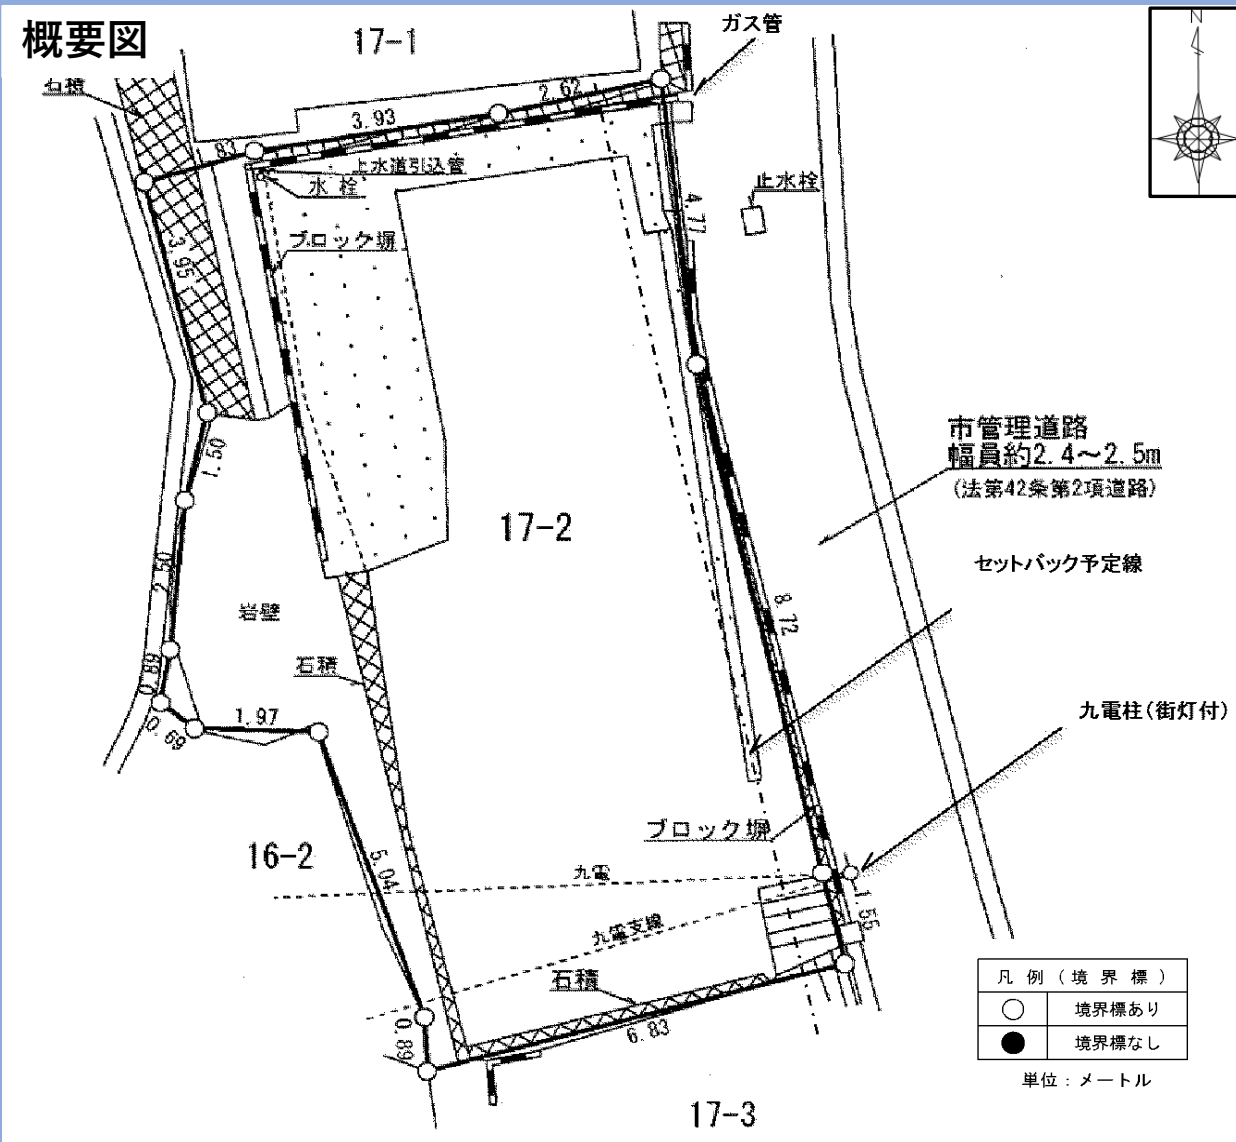 概要図
17-1
ガス管
N
石積
2.62
3.93
83
上水道引込管
水栓
止水栓
4.77
ブロック塀
3.95
市管理道路
幅員約2.4～2.5m
(法第42条第2項道路)
1.50
17-2
セットバック予定線
2.50
8.72
岩壁
石積
0.89
九電柱(街灯付)
1.97
0.69
ブロック塀
16-2
5.04
九電
1.55
九電支線
石積
凡例(境界標)
境界標あり
境界標なし
6.83
0.89
単位：メートル
17-3